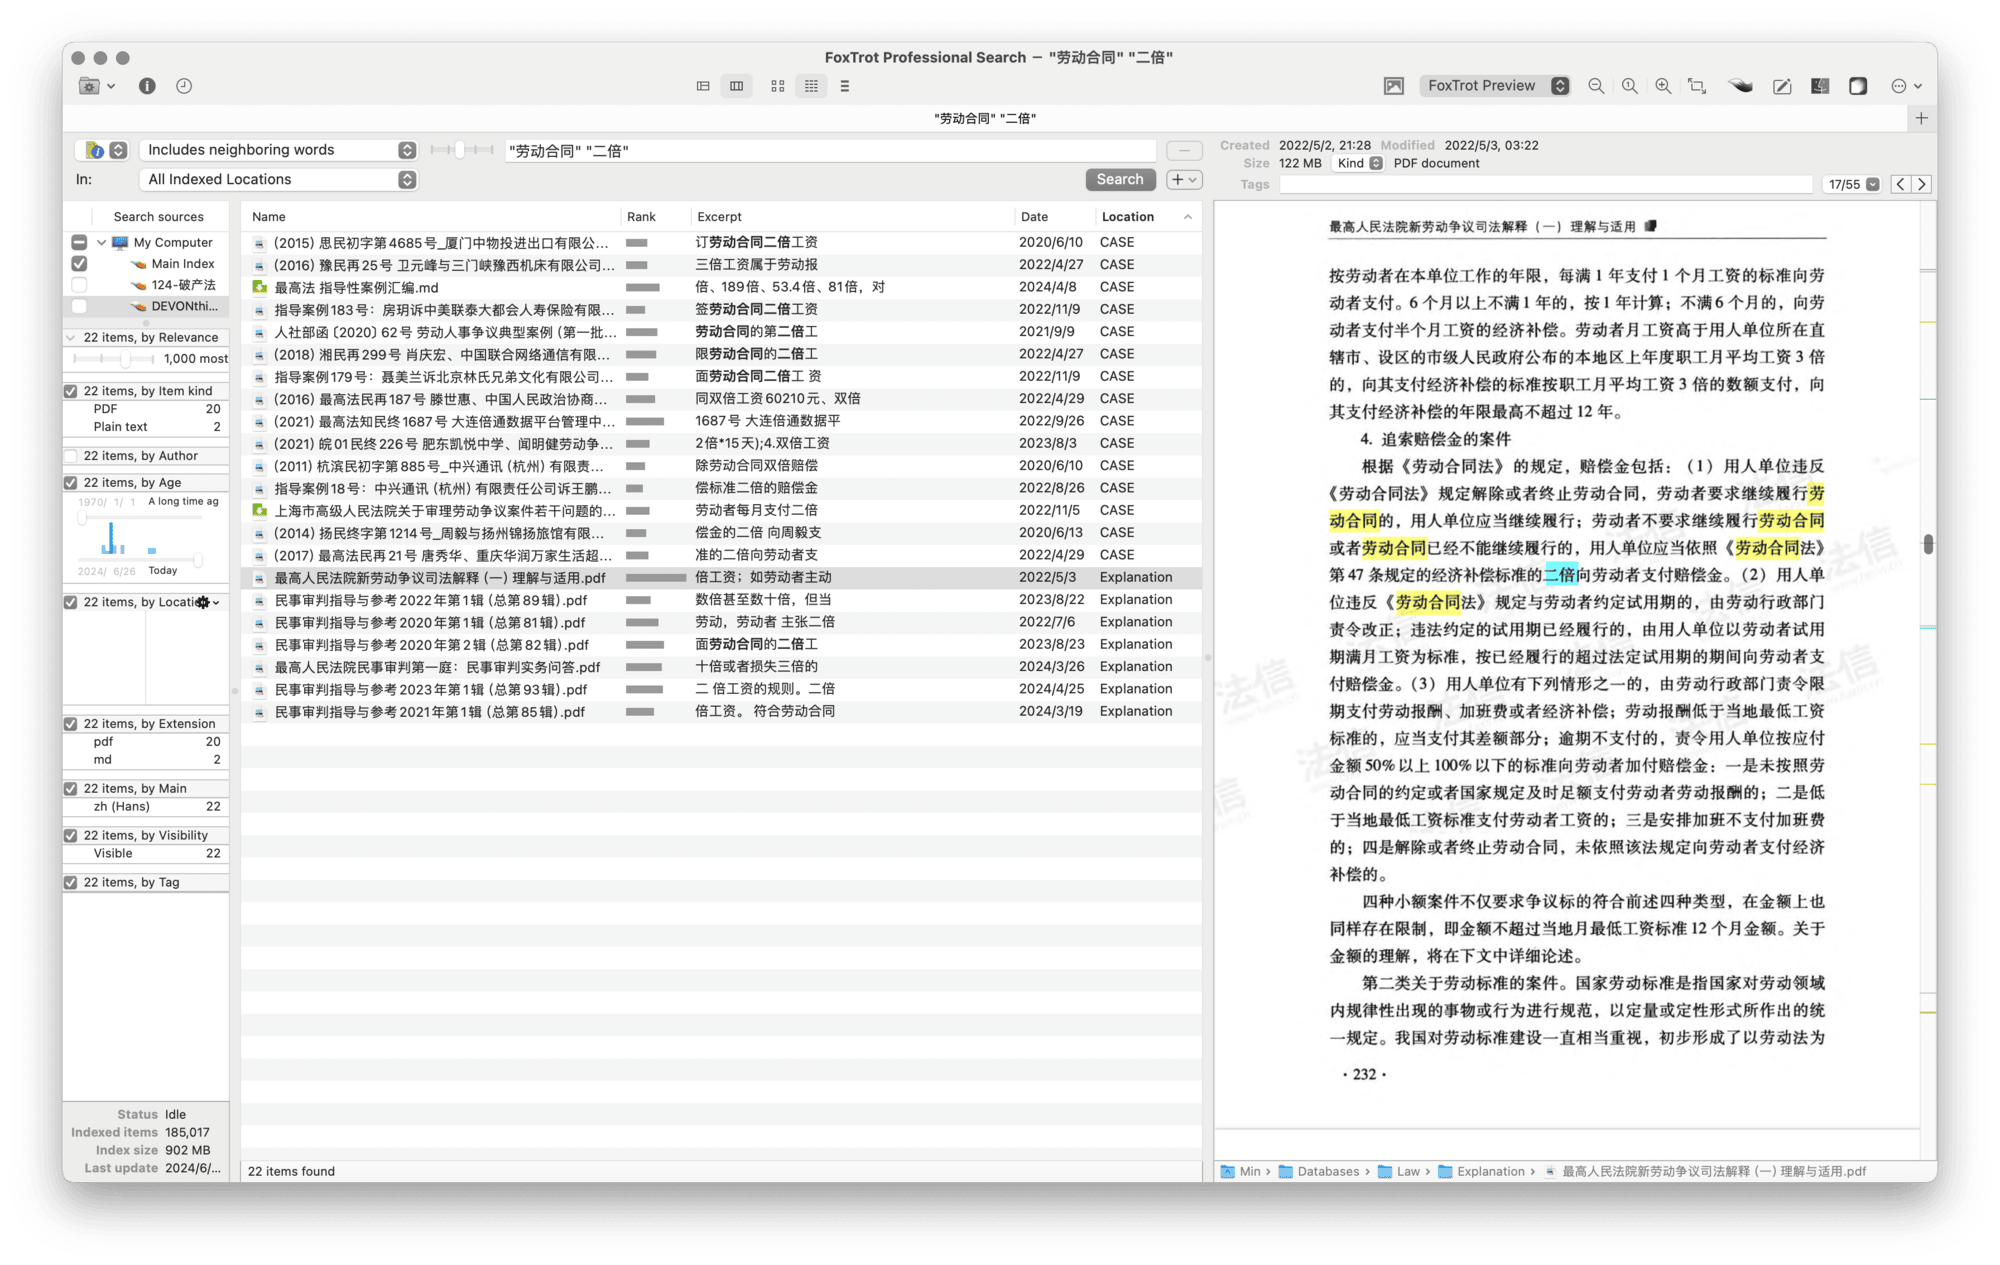 FoxTrot Professional Search — "劳动合同" "二倍"
FoxTrot Preview
"劳动合同" "二倍"
Includes neighboring words
"劳动合同" "二倍"
In:
All Indexed Locations
Search
Created 2022/5/2, 21:28 Modified 2022/5/3, 03:22
Size 122 MB Kind PDF document
Tags
17/55
Search sources
My Computer
Main Index
124-破产法
DEVONthi...
22 items, by Relevance
1,000 most
22 items, by Item kind
PDF 20
Plain text 2
22 items, by Author
22 items, by Age
1970/ 1/ 1 A long time ag
2024/ 6/26 Today
22 items, by Locati
22 items, by Extension
pdf 20
md 2
22 items, by Main
zh (Hans) 22
22 items, by Visibility
Visible 22
22 items, by Tag
Status Idle
Indexed items 185,017
Index size 902 MB
Last update 2024/6/...
Name Rank Excerpt Date Location
(2015) 思民初字第4685号_厦门中物投进出口有限公... 订劳动合同二倍工资 2020/6/10 CASE
(2016) 豫民再25号 卫元峰与三门峡豫西机床有限公司... 三倍工资属于劳动报 2022/4/27 CASE
最高法 指导性案例汇编.md 倍、189倍、53.4倍、81倍，对 2024/4/8 CASE
指导案例183号：房玥诉中美联泰大都会人寿保险有限... 签劳动合同二倍工资 2022/11/9 CASE
人社部函〔2020〕62号 劳动人事争议典型案例 (第一批... 劳动合同的第二倍工 2021/9/9 CASE
(2018) 湘民再299号 肖庆宏、中国联合网络通信有限... 限劳动合同的二倍工 2022/4/27 CASE
指导案例179号：聂美兰诉北京林氏兄弟文化有限公司... 面劳动合同二倍工 资 2022/11/9 CASE
(2016) 最高法民再187号 滕世惠、中国人民政治协商... 同双倍工资60210元、双倍 2022/4/29 CASE
(2021) 最高法知民终1687号 大连倍通数据平台管理中... 1687号 大连倍通数据平 2022/9/26 CASE
(2021) 皖01民终226号 肥东凯悦中学、闻明健劳动争... 2倍*15天);4.双倍工资 2023/8/3 CASE
(2011) 杭滨民初字第885号_中兴通讯 (杭州) 有限责... 除劳动合同双倍赔偿 2020/6/10 CASE
指导案例18号：中兴通讯 (杭州) 有限责任公司诉王鹏... 偿标准二倍的赔偿金 2022/8/26 CASE
上海市高级人民法院关于审理劳动争议案件若干问题的... 劳动者每月支付二倍 2022/11/5 CASE
(2014) 扬民终字第1214号_周毅与扬州锦扬旅馆有限... 偿金的二倍 向周毅支 2020/6/13 CASE
(2017) 最高法民再21号 唐秀华、重庆华润万家生活超... 准的二倍向劳动者支 2022/4/29 CASE
最高人民法院新劳动争议司法解释 (一) 理解与适用.pdf 倍工资；如劳动者主动 2022/5/3 Explanation
民事审判指导与参考2022年第1辑 (总第89辑).pdf 数倍甚至数十倍，但当 2023/8/22 Explanation
民事审判指导与参考2020年第1辑 (总第81辑).pdf 劳动，劳动者 主张二倍 2022/7/6 Explanation
民事审判指导与参考2020年第2辑 (总第82辑).pdf 面劳动合同的二倍工 2023/8/23 Explanation
最高人民法院民事审判第一庭：民事审判实务问答.pdf 十倍或者损失三倍的 2024/3/26 Explanation
民事审判指导与参考2023年第1辑 (总第93辑).pdf 二 倍工资的规则。二倍 2024/4/25 Explanation
民事审判指导与参考2021年第1辑 (总第85辑).pdf 倍工资。 符合劳动合同 2024/3/19 Explanation
22 items found
最高人民法院新劳动争议司法解释（一）理解与适用
按劳动者在本单位工作的年限，每满1年支付1个月工资的标准向劳
动者支付。6个月以上不满1年的，按1年计算；不满6个月的，向劳
动者支付半个月工资的经济补偿。劳动者月工资高于用人单位所在直
辖市、设区的市级人民政府公布的本地区上年度职工月平均工资3倍
的，向其支付经济补偿的标准按职工月平均工资3倍的数额支付，向
其支付经济补偿的年限最高不超过12年。
4. 追索赔偿金的案件
根据《劳动合同法》的规定，赔偿金包括：（1）用人单位违反
《劳动合同法》规定解除或者终止劳动合同，劳动者要求继续履行劳
动合同的，用人单位应当继续履行；劳动者不要求继续履行劳动合同
或者劳动合同已经不能继续履行的，用人单位应当依照《劳动合同法》
第47条规定的经济补偿标准的二倍向劳动者支付赔偿金。（2）用人单
位违反《劳动合同法》规定与劳动者约定试用期的，由劳动行政部门
责令改正；违法约定的试用期已经履行的，由用人单位以劳动者试用
期满月工资为标准，按已经履行的超过法定试用期的期间向劳动者支
付赔偿金。（3）用人单位有下列情形之一的，由劳动行政部门责令限
期支付劳动报酬、加班费或者经济补偿；劳动报酬低于当地最低工资
标准的，应当支付其差额部分；逾期不支付的，责令用人单位按应付
金额50%以上100%以下的标准向劳动者加付赔偿金：一是未按照劳
动合同的约定或者国家规定及时足额支付劳动者劳动报酬的；二是低
于当地最低工资标准支付劳动者工资的；三是安排加班不支付加班费
的；四是解除或者终止劳动合同，未依照该法规定向劳动者支付经济
补偿的。
四种小额案件不仅要求争议标的符合前述四种类型，在金额上也
同样存在限制，即金额不超过当地月最低工资标准12个月金额。关于
金额的理解，将在下文中详细论述。
第二类关于劳动标准的案件。国家劳动标准是指国家对劳动领域
内规律性出现的事物或行为进行规范，以定量或定性形式所作出的统
一规定。我国对劳动标准建设一直相当重视，初步形成了以劳动法为
· 232 ·
法信
法信
法信
Min › Databases › Law › Explanation › 最高人民法院新劳动争议司法解释 (一) 理解与适用.pdf